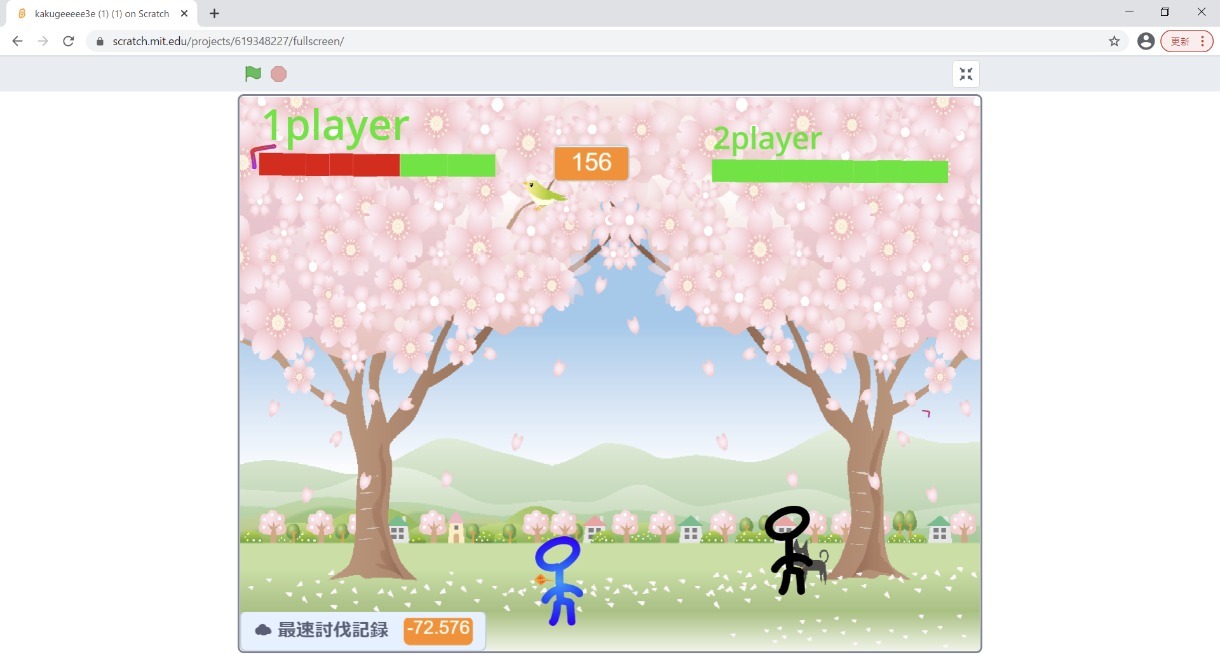 kakugeeeee3e (1) (1) on Scratch
scratch.mit.edu/projects/619348227/fullscreen/
更新
1player
156
2player
最速討伐記録 -72.576